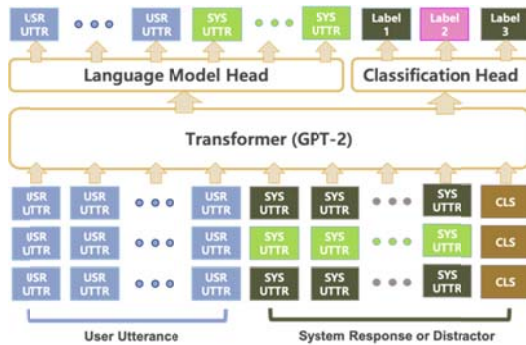 USR USR SYS SYS Label Label Label
UTTR UTTR UTTR UTTR 1 2 3
Language Model Head Classification Head
Transformer (GPT-2)
USR USR USR SYS SYS SYS CLS
UTTR UTTR UTTR UTTR UTTR UTTR
USR USR USR SYS SYS SYS CLS
UTTR UTTR UTTR UTTR UTTR UTTR
USR USR USR SYS SYS SYS CLS
UTTR UTTR UTTR UTTR UTTR UTTR
User Utterance System Response or Distractor